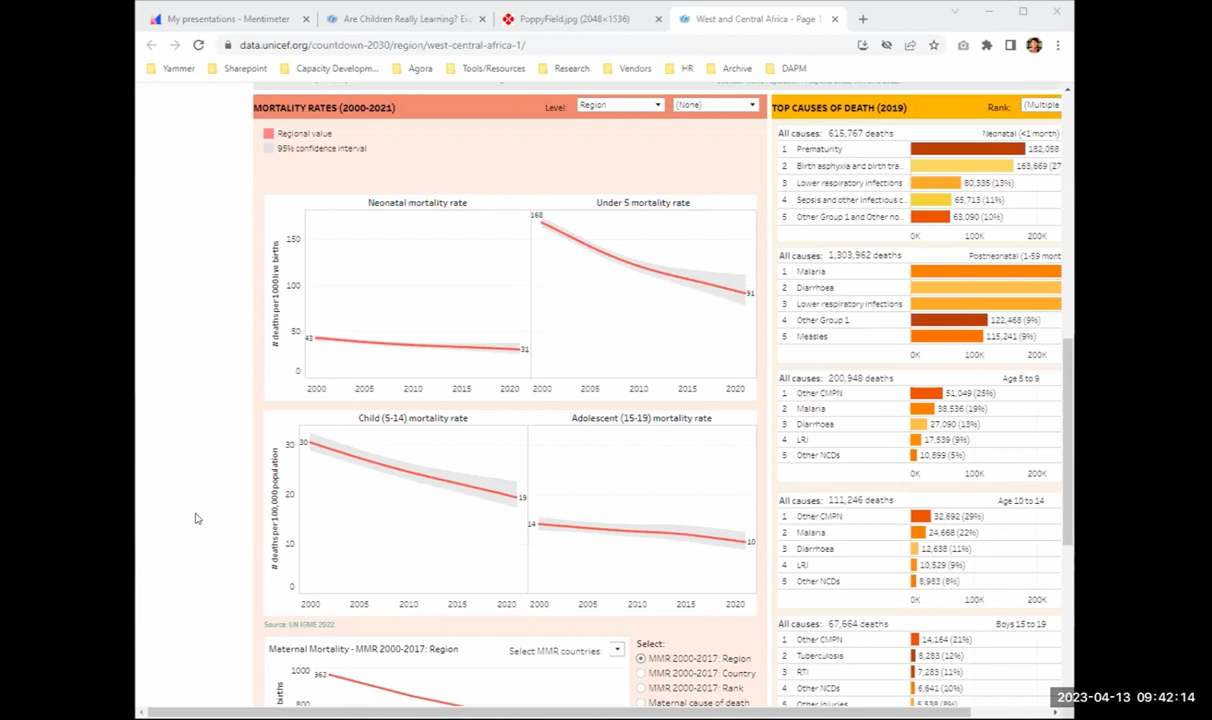 My presentations - Mentimeter
Are Children Really Learning? Ex
PoppyField.jpg (2048×1536)
West and Central Africa - Page 1
data.unicef.org/countdown-2030/region/west-central-africa-1/
Yammer
Sharepoint
Capacity Developm...
Agora
Tools/Resources
Research
Vendors
HR
Archive
DAPM
MORTALITY RATES (2000-2021)
Level:
Region
(None)
Regional value
95% confidence interval
Neonatal mortality rate
Under 5 mortality rate
# deaths per 1000 live births
150
100
50
0
43
31
168
91
2000 2005 2010 2015 2020 2000 2005 2010 2015 2020
Child (5-14) mortality rate
Adolescent (15-19) mortality rate
# deaths per 100,000 population
30
20
10
0
30
19
14
10
2000 2005 2010 2015 2020 2000 2005 2010 2015 2020
Source: UN IGME 2022.
Maternal Mortality - MMR 2000-2017: Region
Select MMR countries:
1000
800
births
362
Select:
MMR 2000-2017: Region
MMR 2000-2017: Country
MMR 2000-2017: Rank
Maternal cause of death
TOP CAUSES OF DEATH (2019)
Rank:
(Multiple
All causes: 615,767 deaths
Neonatal (<1 month)
1 Prematurity 182,058
2 Birth asphyxia and birth tra.. 163,669 (27
3 Lower respiratory infections 80,335 (13%)
4 Sepsis and other infectious c.. 65,713 (11%)
5 Other Group 1 and Other no.. 63,090 (10%)
0K 100K 200K
All causes: 1,303,962 deaths
Postneonatal (1-59 mont
1 Malaria
2 Diarrhoea
3 Lower respiratory infections
4 Other Group 1 122,468 (9%)
5 Measles 115,241 (9%)
0K 100K 200K
All causes: 200,948 deaths
Age 5 to 9
1 Other CMPN 51,049 (25%)
2 Malaria 38,536 (19%)
3 Diarrhoea 27,090 (13%)
4 LRI 17,539 (9%)
5 Other NCDs 10,899 (5%)
0K 100K 200K
All causes: 111,246 deaths
Age 10 to 14
1 Other CMPN 32,692 (29%)
2 Malaria 24,668 (22%)
3 Diarrhoea 12,638 (11%)
4 LRI 10,529 (9%)
5 Other NCDs 8,983 (8%)
0K 100K 200K
All causes: 67,664 deaths
Boys 15 to 19
1 Other CMPN 14,164 (21%)
2 Tuberculosis 8,283 (12%)
3 RTI 7,283 (11%)
4 Other NCDs 6,641 (10%)
5 Other injuries
2023-04-13 09:42:14